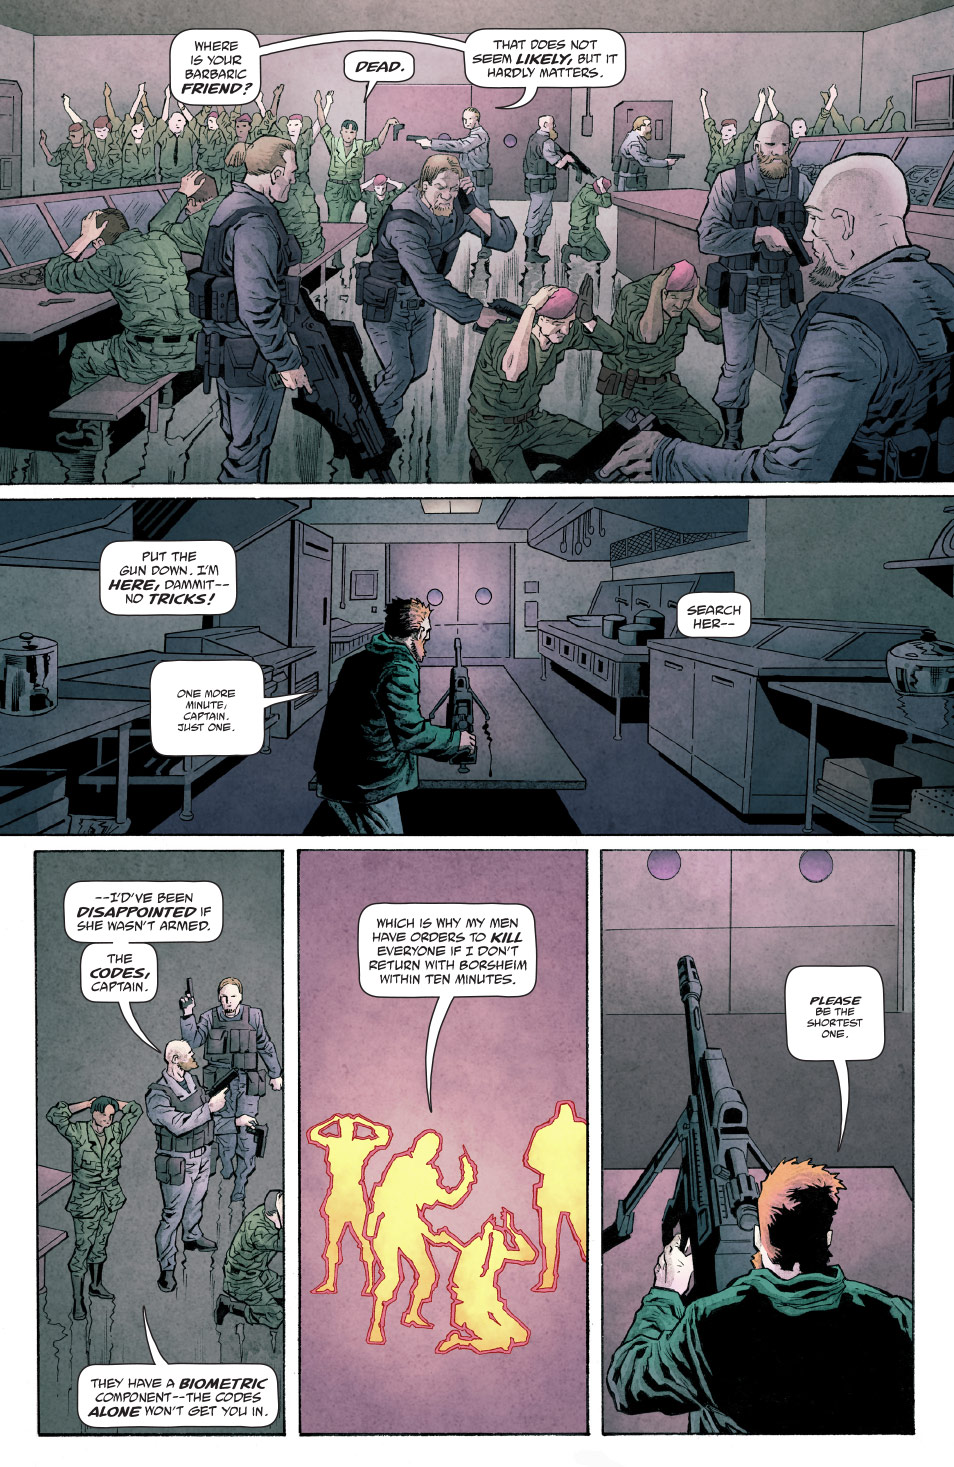 WHERE
IS YOUR
BARBARIC
FRIEND?
DEAD.
THAT DOES NOT
SEEM LIKELY, BUT IT
HARDLY MATTERS.
PUT THE
GUN DOWN. I'M
HERE, DAMMIT--
NO TRICKS!
ONE MORE
MINUTE,
CAPTAIN.
JUST ONE.
SEARCH
HER--
--I'D'VE BEEN
DISAPPOINTED IF
SHE WASN'T ARMED.
THE
CODES,
CAPTAIN.
THEY HAVE A BIOMETRIC
COMPONENT--THE CODES
ALONE WON'T GET YOU IN.
WHICH IS WHY MY MEN
HAVE ORDERS TO KILL
EVERYONE IF I DON'T
RETURN WITH BORSHEIM
WITHIN TEN MINUTES.
PLEASE
BE THE
SHORTEST
ONE.